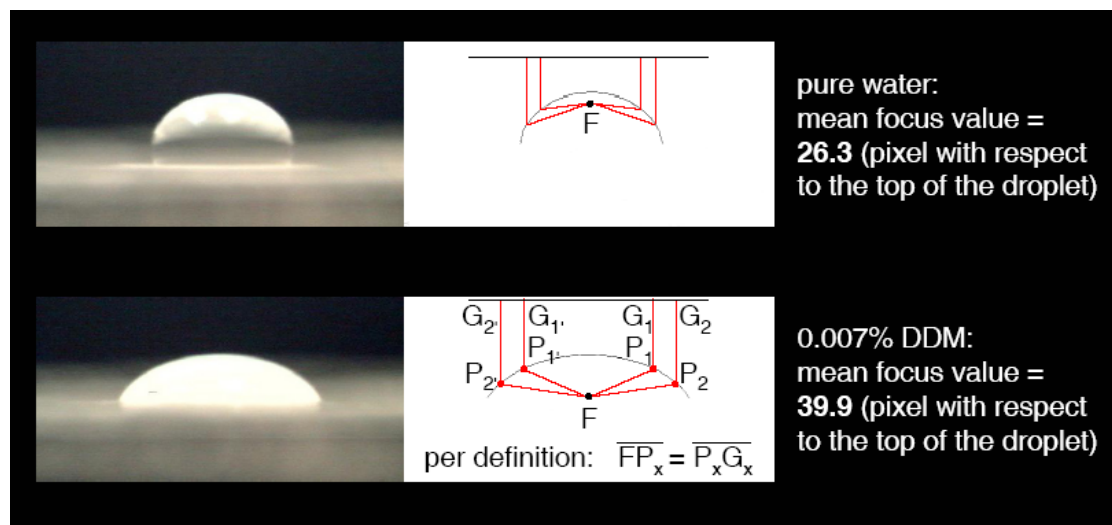 pure water:
mean focus value =
26.3 (pixel with respect
to the top of the droplet)
F
G2' G1' G1 G2
P1' P1
P2' P2
F
per definition: FPx = PxGx
0.007% DDM:
mean focus value =
39.9 (pixel with respect
to the top of the droplet)